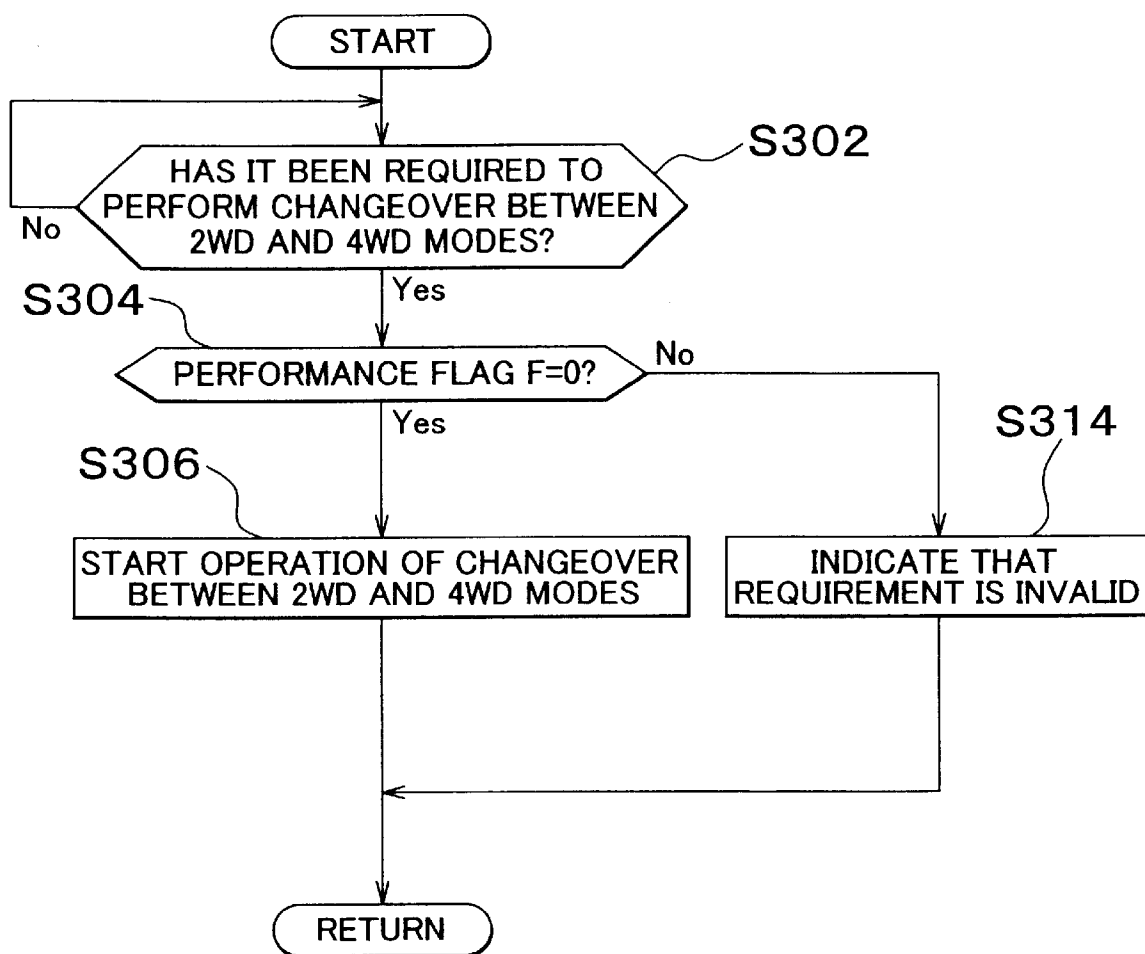 START
HAS IT BEEN REQUIRED TO
PERFORM CHANGEOVER BETWEEN
2WD AND 4WD MODES?
S302
No
Yes
S304
PERFORMANCE FLAG F=0?
No
Yes
S306
START OPERATION OF CHANGEOVER
BETWEEN 2WD AND 4WD MODES
S314
INDICATE THAT
REQUIREMENT IS INVALID
RETURN